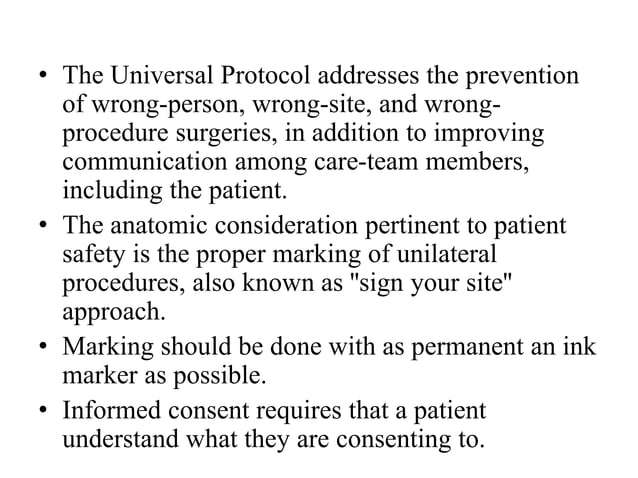 • The Universal Protocol addresses the prevention
of wrong-person, wrong-site, and wrong-
procedure surgeries, in addition to improving
communication among care-team members,
including the patient.
• The anatomic consideration pertinent to patient
safety is the proper marking of unilateral
procedures, also known as "sign your site"
approach.
• Marking should be done with as permanent an ink
marker as possible.
• Informed consent requires that a patient
understand what they are consenting to.